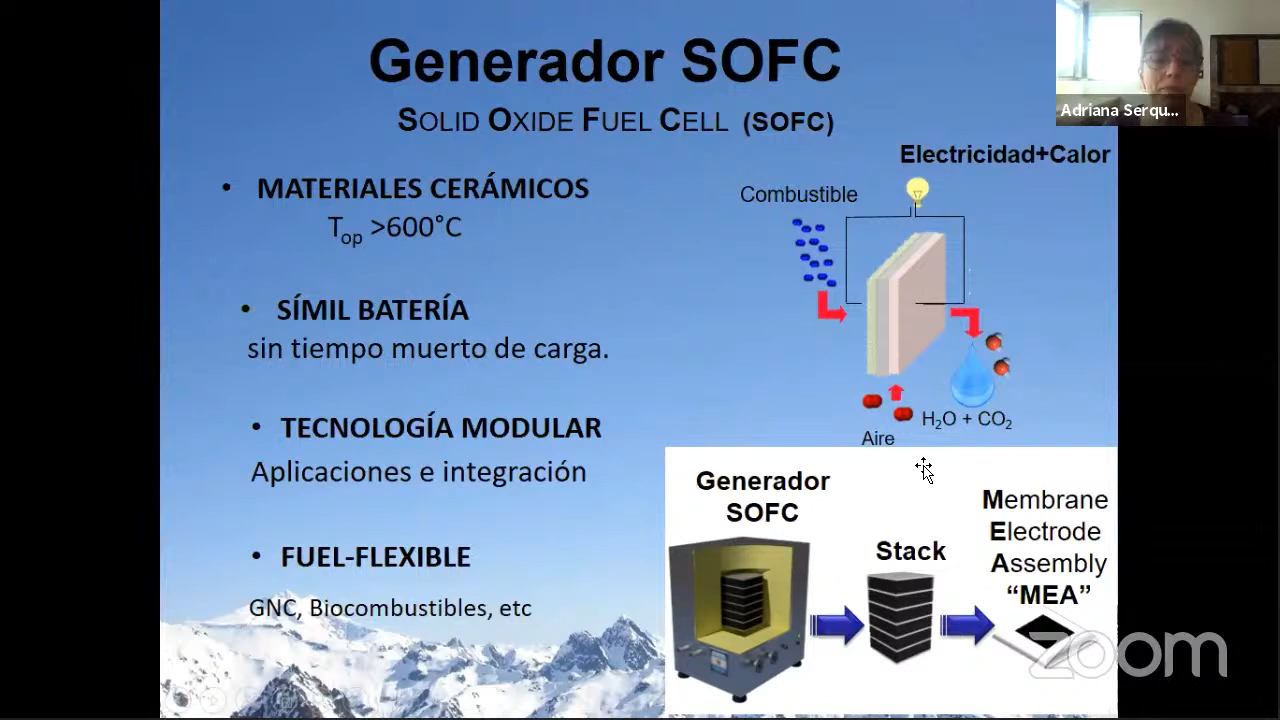 Generador SOFC
SOLID OXIDE FUEL CELL (SOFC)
Adriana Serqu...
• MATERIALES CERÁMICOS
Top >600°C
• SÍMIL BATERÍA
sin tiempo muerto de carga.
• TECNOLOGÍA MODULAR
Aplicaciones e integración
• FUEL-FLEXIBLE
GNC, Biocombustibles, etc
Electricidad+Calor
Combustible
H2O + CO2
Aire
Generador
SOFC
Stack
Membrane
Electrode
Assembly
“MEA”
zoom